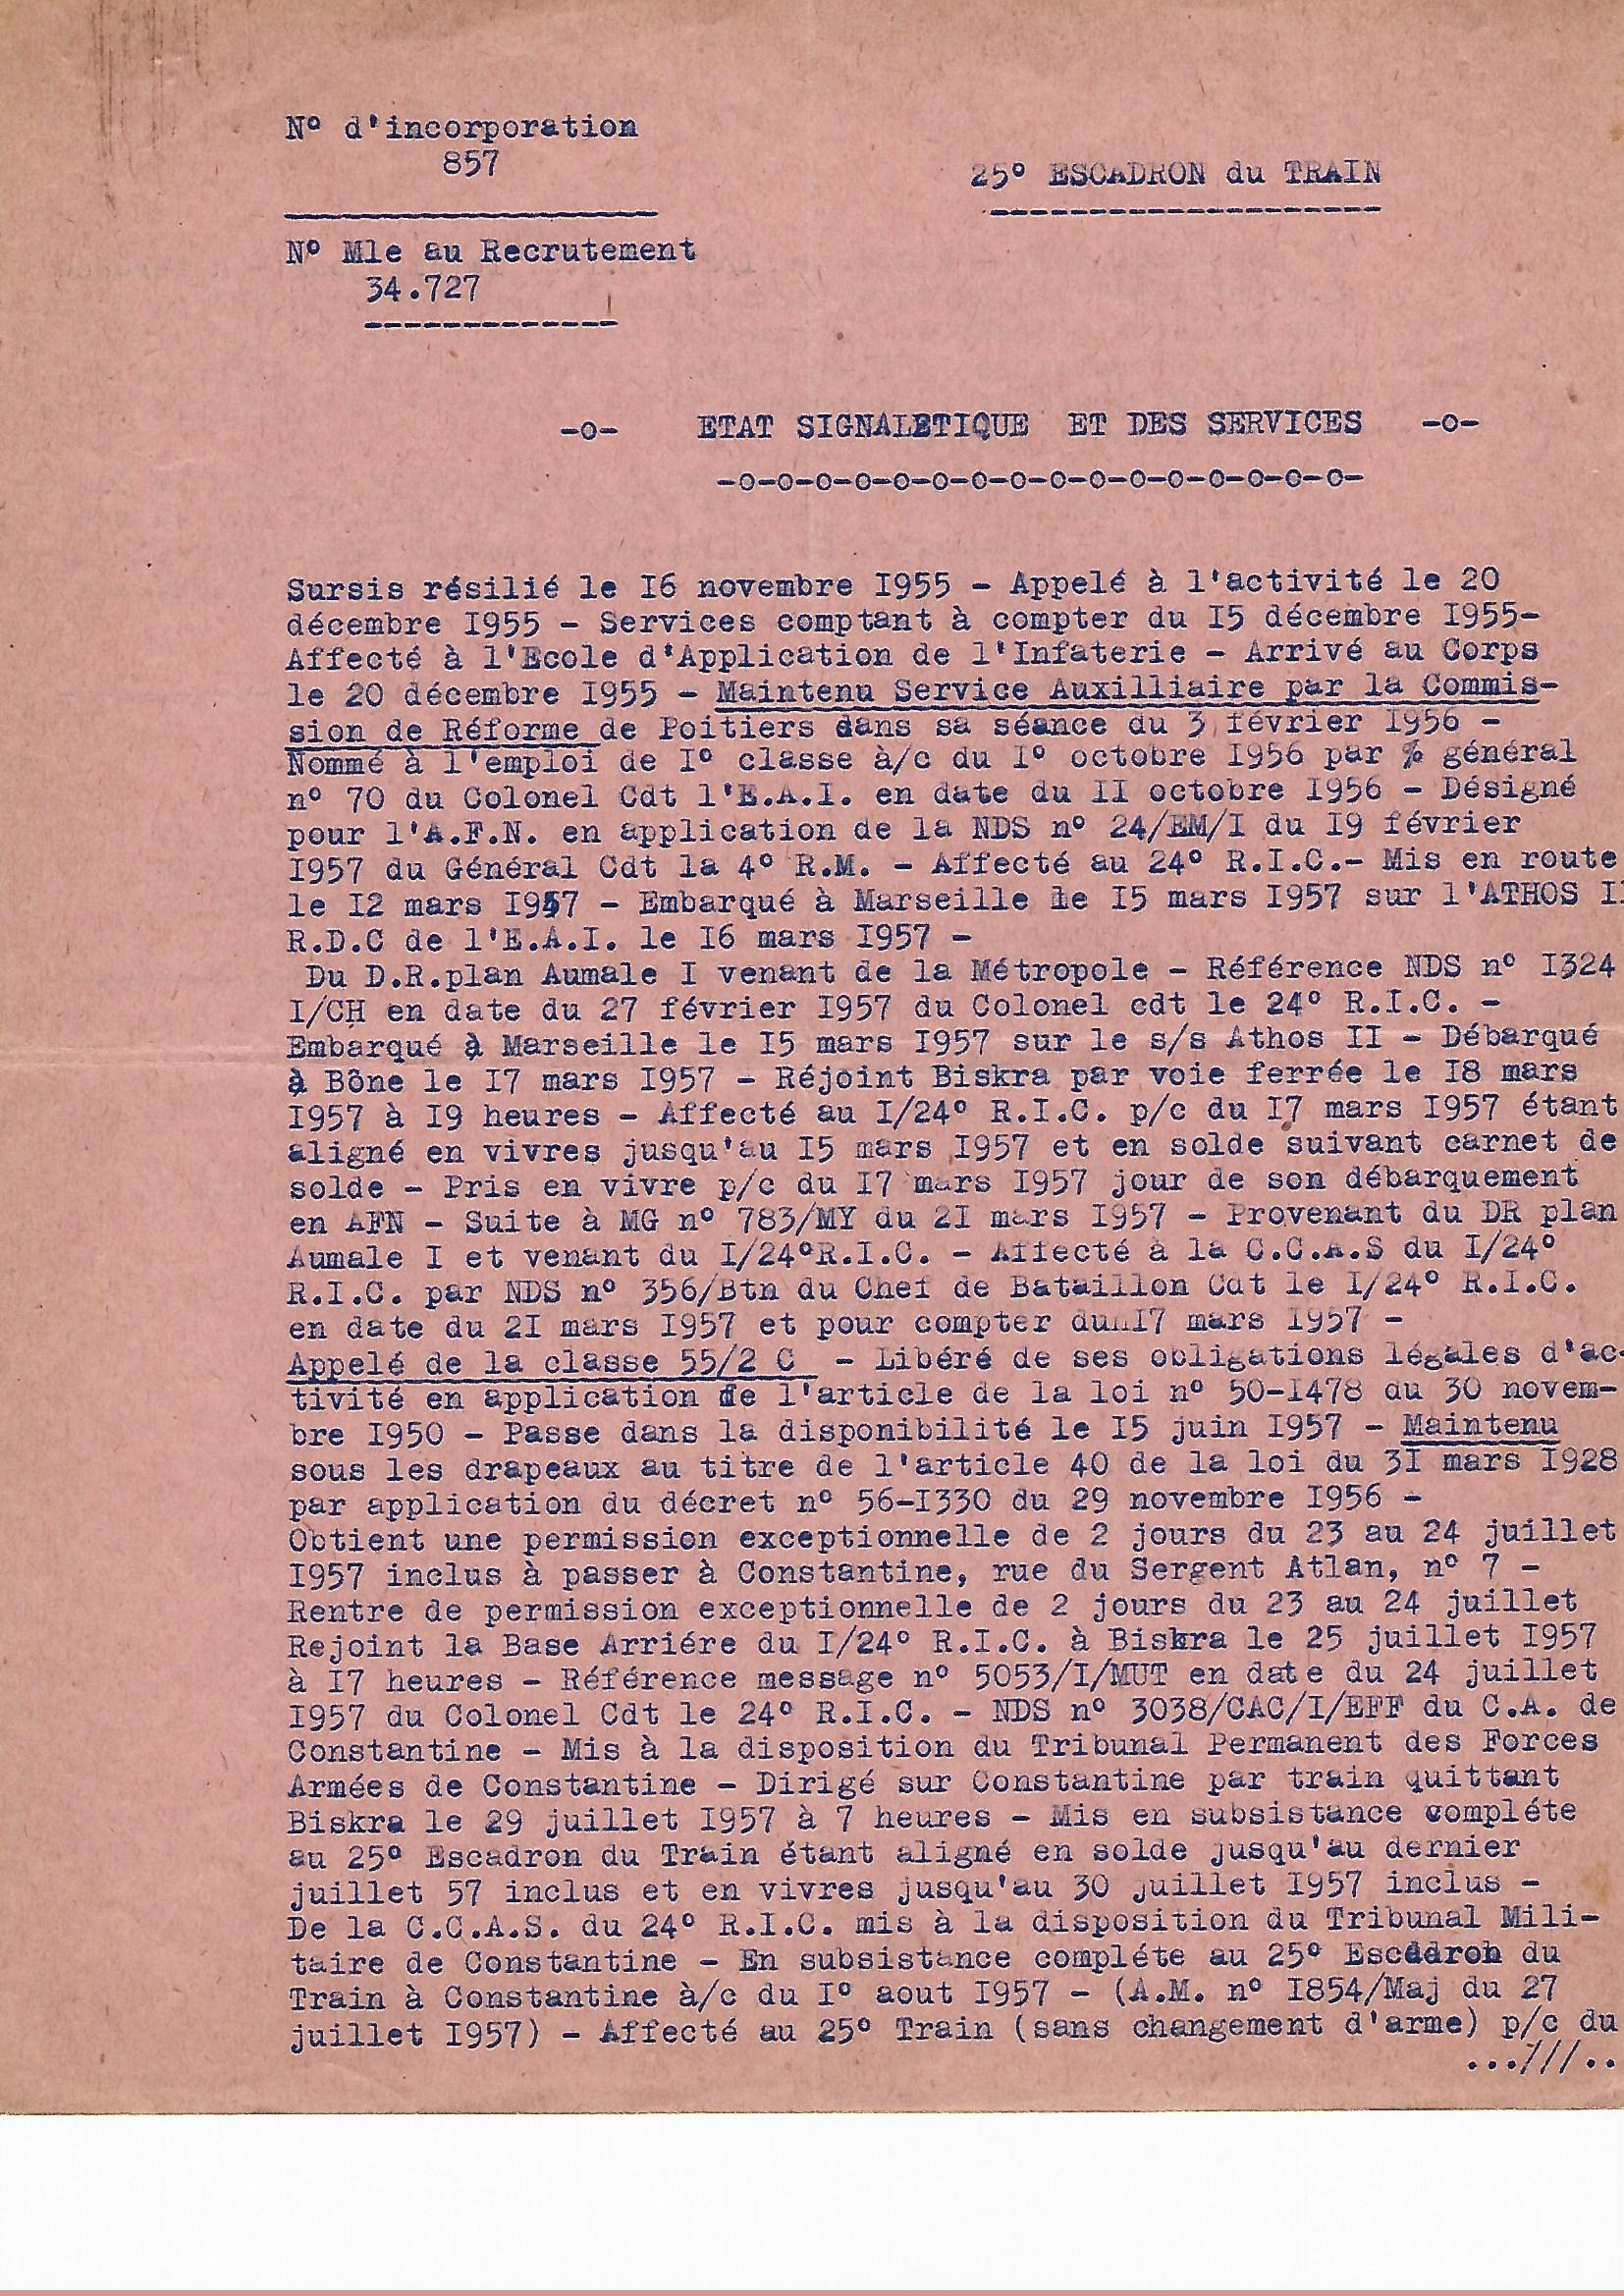 Nº d'incorporation
857
25° ESCADRON du TRAIN
-------------------
Nº Mle au Recrutement
34.727
-------------
-o- ETAT SIGNALETIQUE ET DES SERVICES -o-
-o-o-o-o-o-o-o-o-o-o-o-o-o-o-o-o-
Sursis résilié le I6 novembre I955 - Appelé à l'activité le 20
décembre I955 - Services comptant à compter du I5 décembre I955-
Affecté à l'Ecole d'Application de l'Infaterie - Arrivé au Corps
le 20 décembre I955 - Maintenu Service Auxilliaire par la Commis-
sion de Réforme de Poitiers dans sa séance du 3 février I956 -
Nommé à l'emploi de I° classe à/c du I° octobre I956 par % général
n° 70 du Colonel Cdt l'E.A.I. en date du II octobre I956 - Désigné
pour l'A.F.N. en application de la NDS n° 24/EM/I du I9 février
I957 du Général Cdt la 4° R.M. - Affecté au 24° R.I.C.- Mis en route
le I2 mars I957 - Embarqué à Marseille le I5 mars I957 sur l'ATHOS II
R.D.C de l'E.A.I. le I6 mars I957 -
Du D.R.plan Aumale I venant de la Métropole - Référence NDS n° I324
I/CH en date du 27 février I957 du Colonel cdt le 24° R.I.C. -
Embarqué à Marseille le I5 mars I957 sur le s/s Athos II - Débarqué
à Bône le I7 mars I957 - Réjoint Biskra par voie ferrée le I8 mars
I957 à I9 heures - Affecté au I/24° R.I.C. p/c du I7 mars I957 étant
aligné en vivres jusqu'au I5 mars I957 et en solde suivant carnet de
solde - Pris en vivre p/c du I7 mars I957 jour de son débarquement
en AFN - Suite à MG n° 783/MY du 2I mars I957 - Provenant du DR plan
Aumale I et venant du I/24°R.I.C. - Affecté à la C.C.A.S du I/24°
R.I.C. par NDS n° 356/Btn du Chef de Bataillon Cdt le I/24° R.I.C.
en date du 2I mars I957 et pour compter du I7 mars I957 -
Appelé de la classe 55/2 C - Libéré de ses obligations légales d'ac-
tivité en application de l'article de la loi n° 50-I478 du 30 novem-
bre I950 - Passe dans la disponibilité le I5 juin I957 - Maintenu
sous les drapeaux au titre de l'article 40 de la loi du 3I mars I928
par application du décret n° 56-I330 du 29 novembre I956 -
Obtient une permission exceptionnelle de 2 jours du 23 au 24 juillet
I957 inclus à passer à Constantine, rue du Sergent Atlan, n° 7 -
Rentre de permission exceptionnelle de 2 jours du 23 au 24 juillet
Rejoint la Base Arriére du I/24° R.I.C. à Biskra le 25 juillet I957
à I7 heures - Référence message n° 5053/I/MUT en date du 24 juillet
I957 du Colonel Cdt le 24° R.I.C. - NDS n° 3038/CAC/I/EFF du C.A. de
Constantine - Mis à la disposition du Tribunal Permanent des Forces
Armées de Constantine - Dirigé sur Constantine par train quittant
Biskra le 29 juillet I957 à 7 heures - Mis en subsistance compléte
au 25° Escadron du Train étant aligné en solde jusqu'au dernier
juillet 57 inclus et en vivres jusqu'au 30 juillet I957 inclus -
De la C.C.A.S. du 24° R.I.C. mis à la disposition du Tribunal Mili-
taire de Constantine - En subsistance compléte au 25° Escadron du
Train à Constantine à/c du I° aout I957 - (A.M. n° I854/Maj du 27
juillet I957) - Affecté au 25° Train (sans changement d'arme) p/c du
...///..